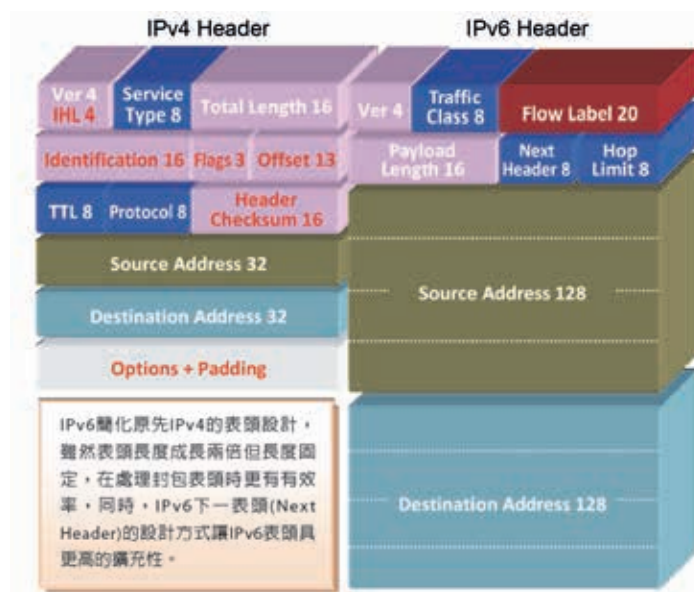 IPv4 Header
Ver 4
IHL 4
Service
Type 8
Total Length 16
Identification 16
Flags 3
Offset 13
TTL 8
Protocol 8
Header
Checksum 16
Source Address 32
Destination Address 32
Options + Padding
IPv6簡化原先IPv4的表頭設計，
雖然表頭長度成長兩倍但長度固
定，在處理封包表頭時更有有效
率，同時，IPv6下一表頭(Next
Header)的設計方式讓IPv6表頭具
更高的擴充性。
IPv6 Header
Ver 4
Traffic
Class 8
Flow Label 20
Payload
Length 16
Next
Header 8
Hop
Limit 8
Source Address 128
Destination Address 128